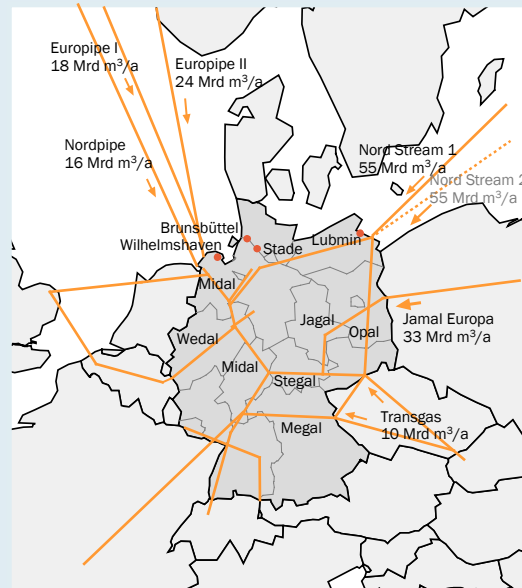 Europipe I
18 Mrd m³/a
Europipe II
24 Mrd m³/a
Nordpipe
16 Mrd m³/a
Nord Stream 1
55 Mrd m³/a
Nord Stream 2
55 Mrd m³/a
Brunsbüttel
Wilhelmshaven
Stade
Lubmin
Midal
Jamal Europa
33 Mrd m³/a
Jagal
Opal
Wedal
Midal
Stegal
Transgas
10 Mrd m³/a
Megal